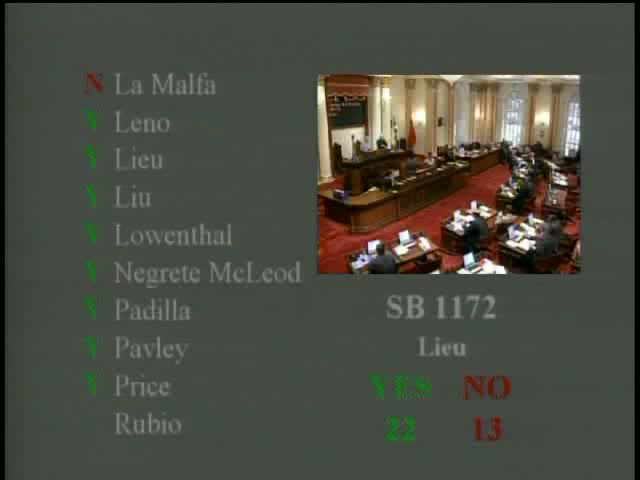 N La Malfa
Y Leno
Y Lieu
Y Liu
Y Lowenthal
Y Negrete McLeod
Y Padilla
Y Pavley
Y Price
Rubio
SB 1172
Lieu
YES NO
22 13